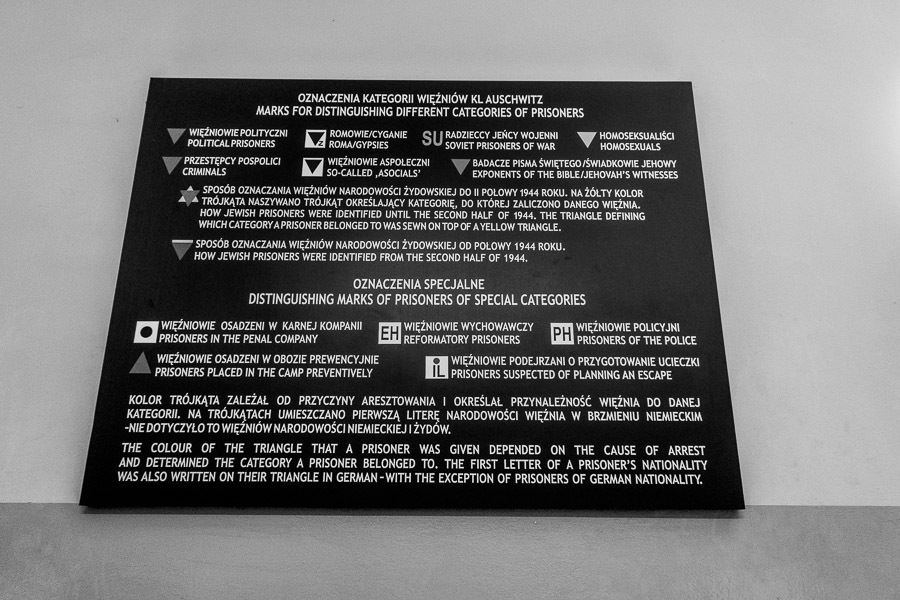 OZNACZENIA KATEGORII WIĘŹNIÓW KL AUSCHWITZ
MARKS FOR DISTINGUISHING DIFFERENT CATEGORIES OF PRISONERS
WIĘŹNIOWIE POLITYCZNI
POLITICAL PRISONERS
Z
ROMOWIE/CYGANIE
ROMA/GYPSIES
SU
RADZIECCY JEŃCY WOJENNI
SOVIET PRISONERS OF WAR
HOMOSEKSUALIŚCI
HOMOSEXUALS
PRZESTĘPCY POSPOLICI
CRIMINALS
WIĘŹNIOWIE ASPOŁECZNI
SO-CALLED ‚ASOCIALS'
BADACZE PISMA ŚWIĘTEGO/ŚWIADKOWIE JEHOWY
EXPONENTS OF THE BIBLE/JEHOVAH'S WITNESSES
SPOSÓB OZNACZANIA WIĘŹNIÓW NARODOWOŚCI ŻYDOWSKIEJ DO II POŁOWY 1944 ROKU. NA ŻÓŁTY KOLOR
TRÓJKĄTA NASZYWANO TRÓJKĄT OKREŚLAJĄCY KATEGORIĘ, DO KTÓREJ ZALICZONO DANEGO WIĘŹNIA.
HOW JEWISH PRISONERS WERE IDENTIFIED UNTIL THE SECOND HALF OF 1944. THE TRIANGLE DEFINING
WHICH CATEGORY A PRISONER BELONGED TO WAS SEWN ON TOP OF A YELLOW TRIANGLE.
SPOSÓB OZNACZANIA WIĘŹNIÓW NARODOWOŚCI ŻYDOWSKIEJ OD POŁOWY 1944 ROKU.
HOW JEWISH PRISONERS WERE IDENTIFIED FROM THE SECOND HALF OF 1944.
OZNACZENIA SPECJALNE
DISTINGUISHING MARKS OF PRISONERS OF SPECIAL CATEGORIES
WIĘŹNIOWIE OSADZENI W KARNEJ KOMPANII
PRISONERS IN THE PENAL COMPANY
EH
WIĘŹNIOWIE WYCHOWAWCZY
REFORMATORY PRISONERS
PH
WIĘŹNIOWIE POLICYJNI
PRISONERS OF THE POLICE
WIĘŹNIOWIE OSADZENI W OBOZIE PREWENCYJNIE
PRISONERS PLACED IN THE CAMP PREVENTIVELY
iL
WIĘŹNIOWIE PODEJRZANI O PRZYGOTOWANIE UCIECZKI
PRISONERS SUSPECTED OF PLANNING AN ESCAPE
KOLOR TRÓJKĄTA ZALEŻAŁ OD PRZYCZYNY ARESZTOWANIA I OKREŚLAŁ PRZYNALEŻNOŚĆ WIĘŹNIA DO DANEJ
KATEGORII. NA TRÓJKĄTACH UMIESZCZANO PIERWSZĄ LITERĘ NARODOWOŚCI WIĘŹNIA W BRZMIENIU NIEMIECKIM
-NIE DOTYCZYŁO TO WIĘŹNIÓW NARODOWOŚCI NIEMIECKIEJ I ŻYDÓW.
THE COLOUR OF THE TRIANGLE THAT A PRISONER WAS GIVEN DEPENDED ON THE CAUSE OF ARREST
AND DETERMINED THE CATEGORY A PRISONER BELONGED TO. THE FIRST LETTER OF A PRISONER'S NATIONALITY
WAS ALSO WRITTEN ON THEIR TRIANGLE IN GERMAN-WITH THE EXCEPTION OF PRISONERS OF GERMAN NATIONALITY.